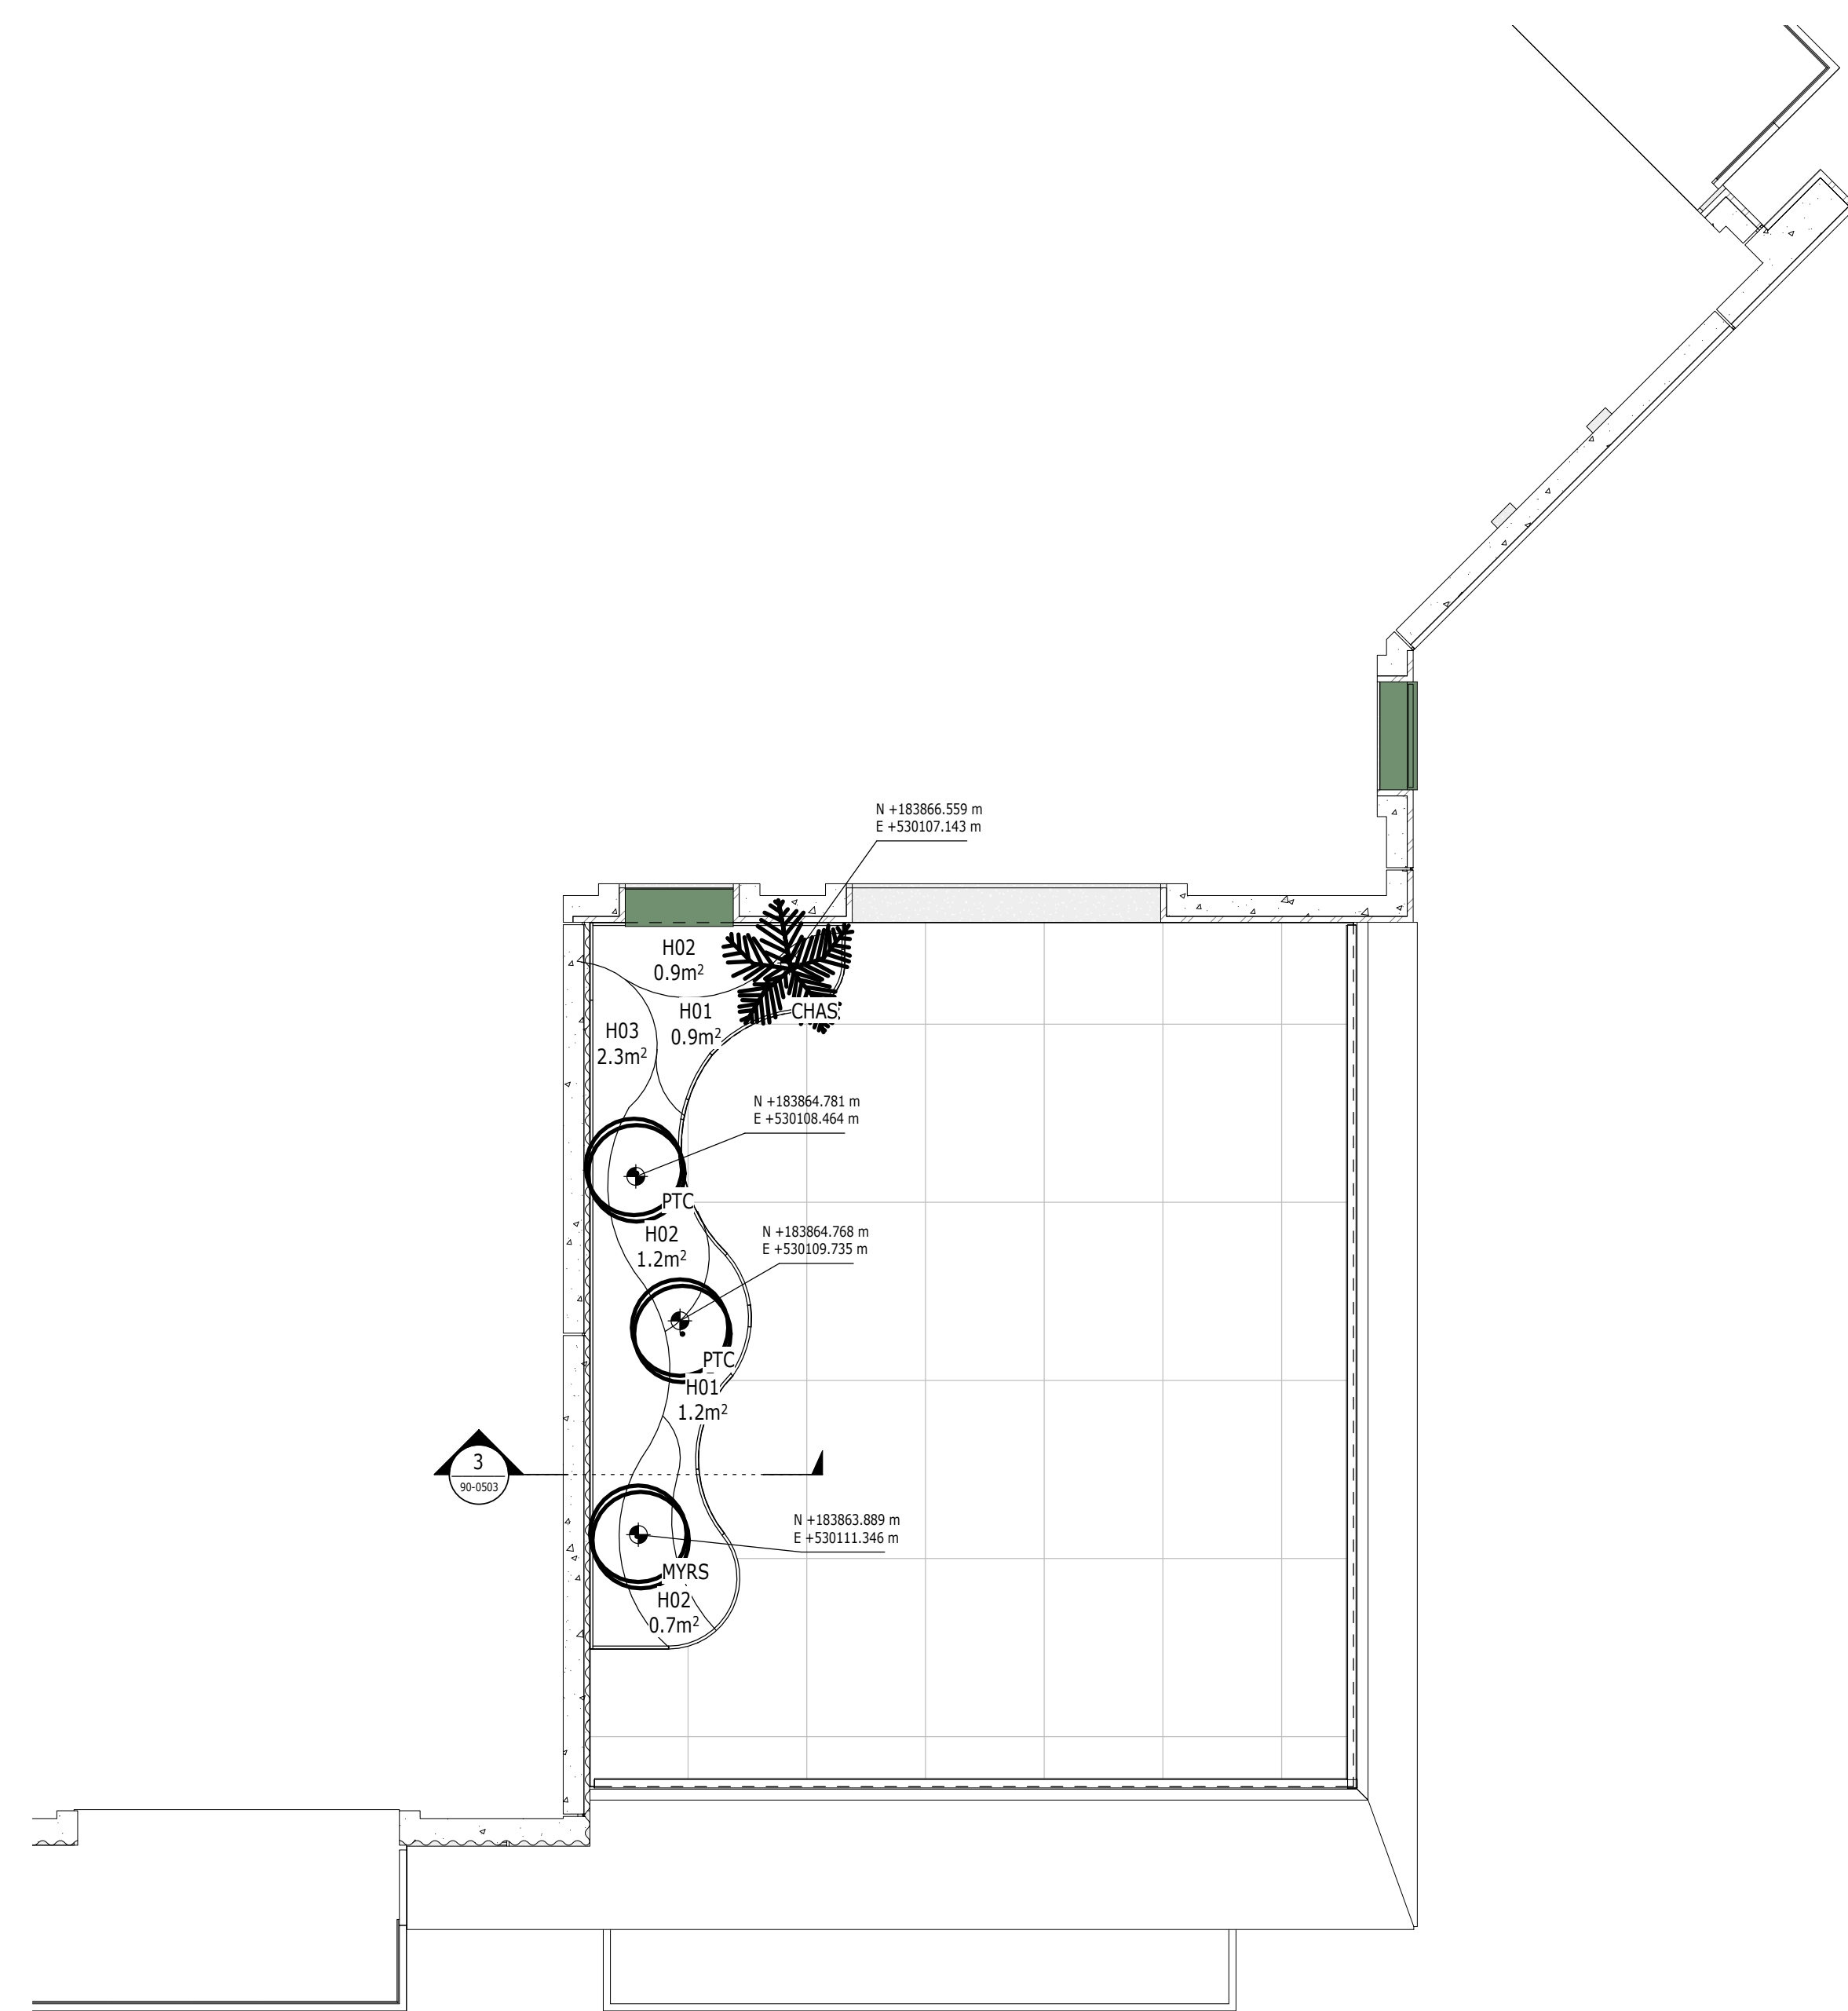 N +183866.559 m
E +530107.143 m
H02
0.9m²
CHAS
H01
0.9m²
H03
2.3m²
N +183864.781 m
E +530108.464 m
PTC
H02
1.2m²
N +183864.768 m
E +530109.735 m
PTC
H01
1.2m²
3
90-0503
N +183863.889 m
E +530111.346 m
MYRS
H02
0.7m²